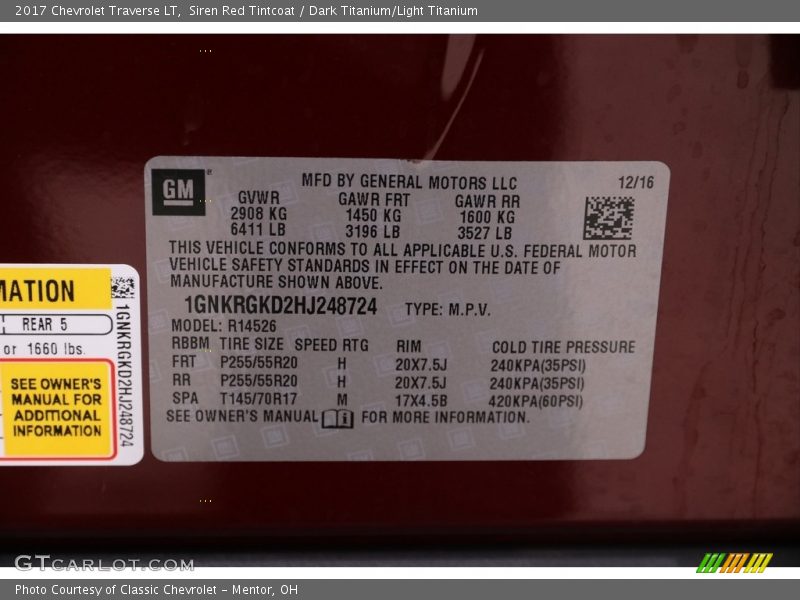 2017 Chevrolet Traverse LT, Siren Red Tintcoat / Dark Titanium/Light Titanium
GM
MFD BY GENERAL MOTORS LLC
12/16
GVWR GAWR FRT GAWR RR
2908 KG 1450 KG 1600 KG
6411 LB 3196 LB 3527 LB
THIS VEHICLE CONFORMS TO ALL APPLICABLE U.S. FEDERAL MOTOR
VEHICLE SAFETY STANDARDS IN EFFECT ON THE DATE OF
MANUFACTURE SHOWN ABOVE.
1GNKRGKD2HJ248724 TYPE: M.P.V.
MODEL: R14526
RBBM TIRE SIZE SPEED RTG RIM COLD TIRE PRESSURE
FRT P255/55R20 H 20X7.5J 240KPA(35PSI)
RR P255/55R20 H 20X7.5J 240KPA(35PSI)
SPA T145/70R17 M 17X4.5B 420KPA(60PSI)
SEE OWNER'S MANUAL i FOR MORE INFORMATION.
MATION
REAR 5
or 1660 lbs.
SEE OWNER'S
MANUAL FOR
ADDITIONAL
INFORMATION
1GNKRGKD2HJ248724
GTCARLOT.COM
Photo Courtesy of Classic Chevrolet - Mentor, OH